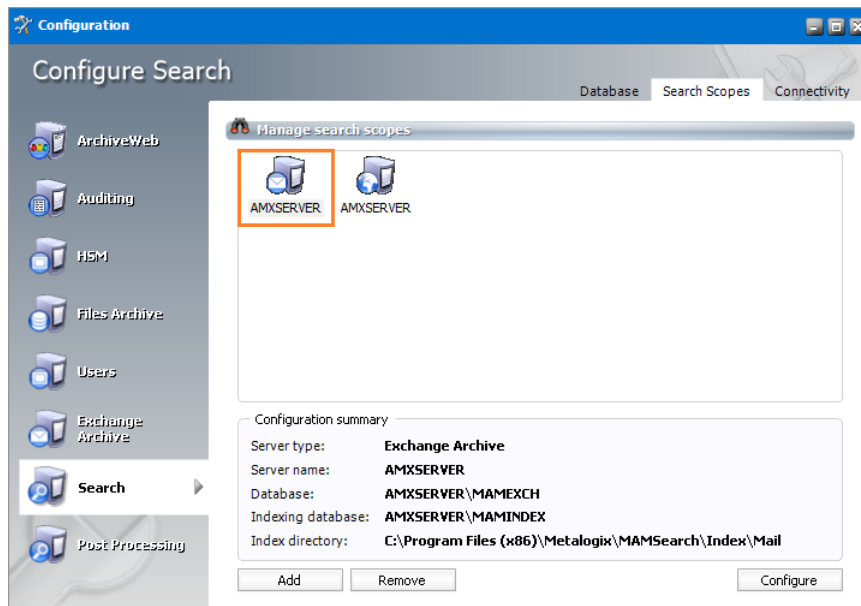 Configuration
Configure Search
Database Search Scopes Connectivity
ArchiveWeb
Auditing
HSM
Files Archive
Users
Exchange
Archive
Search
Post Processing
Manage search scopes
AMXSERVER AMXSERVER
Configuration summary
Server type: Exchange Archive
Server name: AMXSERVER
Database: AMXSERVER\MAMEXCH
Indexing database: AMXSERVER\MAMINDEX
Index directory: C:\Program Files (x86)\Metalogix\MAMSearch\Index\Mail
Add Remove Configure